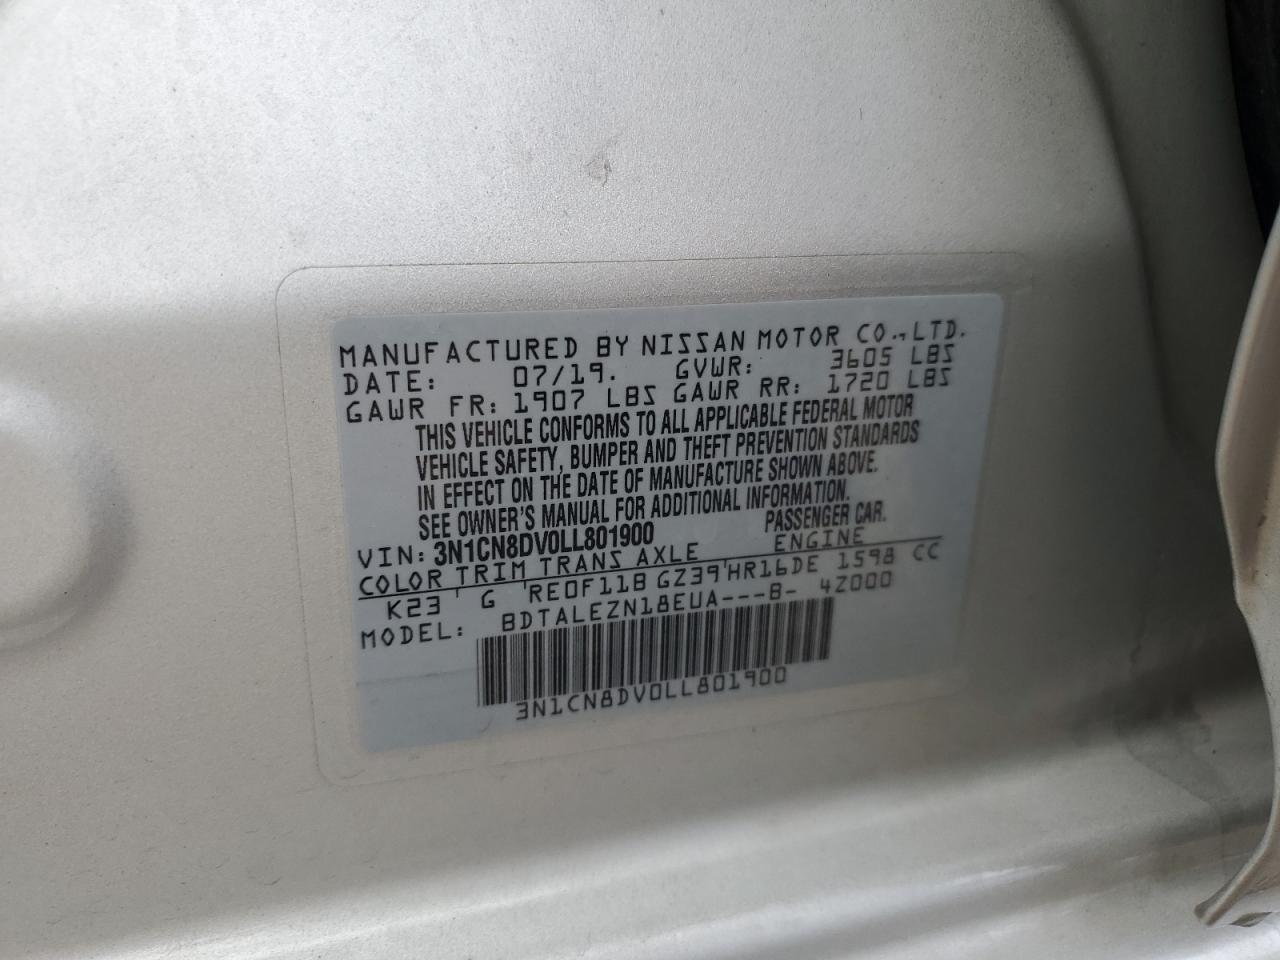 MANUFACTURED BY NISSAN MOTOR CO., LTD.
DATE: 07/19. GVWR: 3605 LBS
GAWR FR: 1907 LBS GAWR RR: 1720 LBS
THIS VEHICLE CONFORMS TO ALL APPLICABLE FEDERAL MOTOR
VEHICLE SAFETY, BUMPER AND THEFT PREVENTION STANDARDS
IN EFFECT ON THE DATE OF MANUFACTURE SHOWN ABOVE.
SEE OWNER'S MANUAL FOR ADDITIONAL INFORMATION.
VIN: 3N1CN8DV0LL801900 PASSENGER CAR.
COLOR TRIM TRANS AXLE ENGINE
K23 ' G 'RE0F11B GZ39'HR16DE 1598 CC
MODEL: BDTALEZN18EUA---B- 4Z000
3N1CN8DV0LL801900